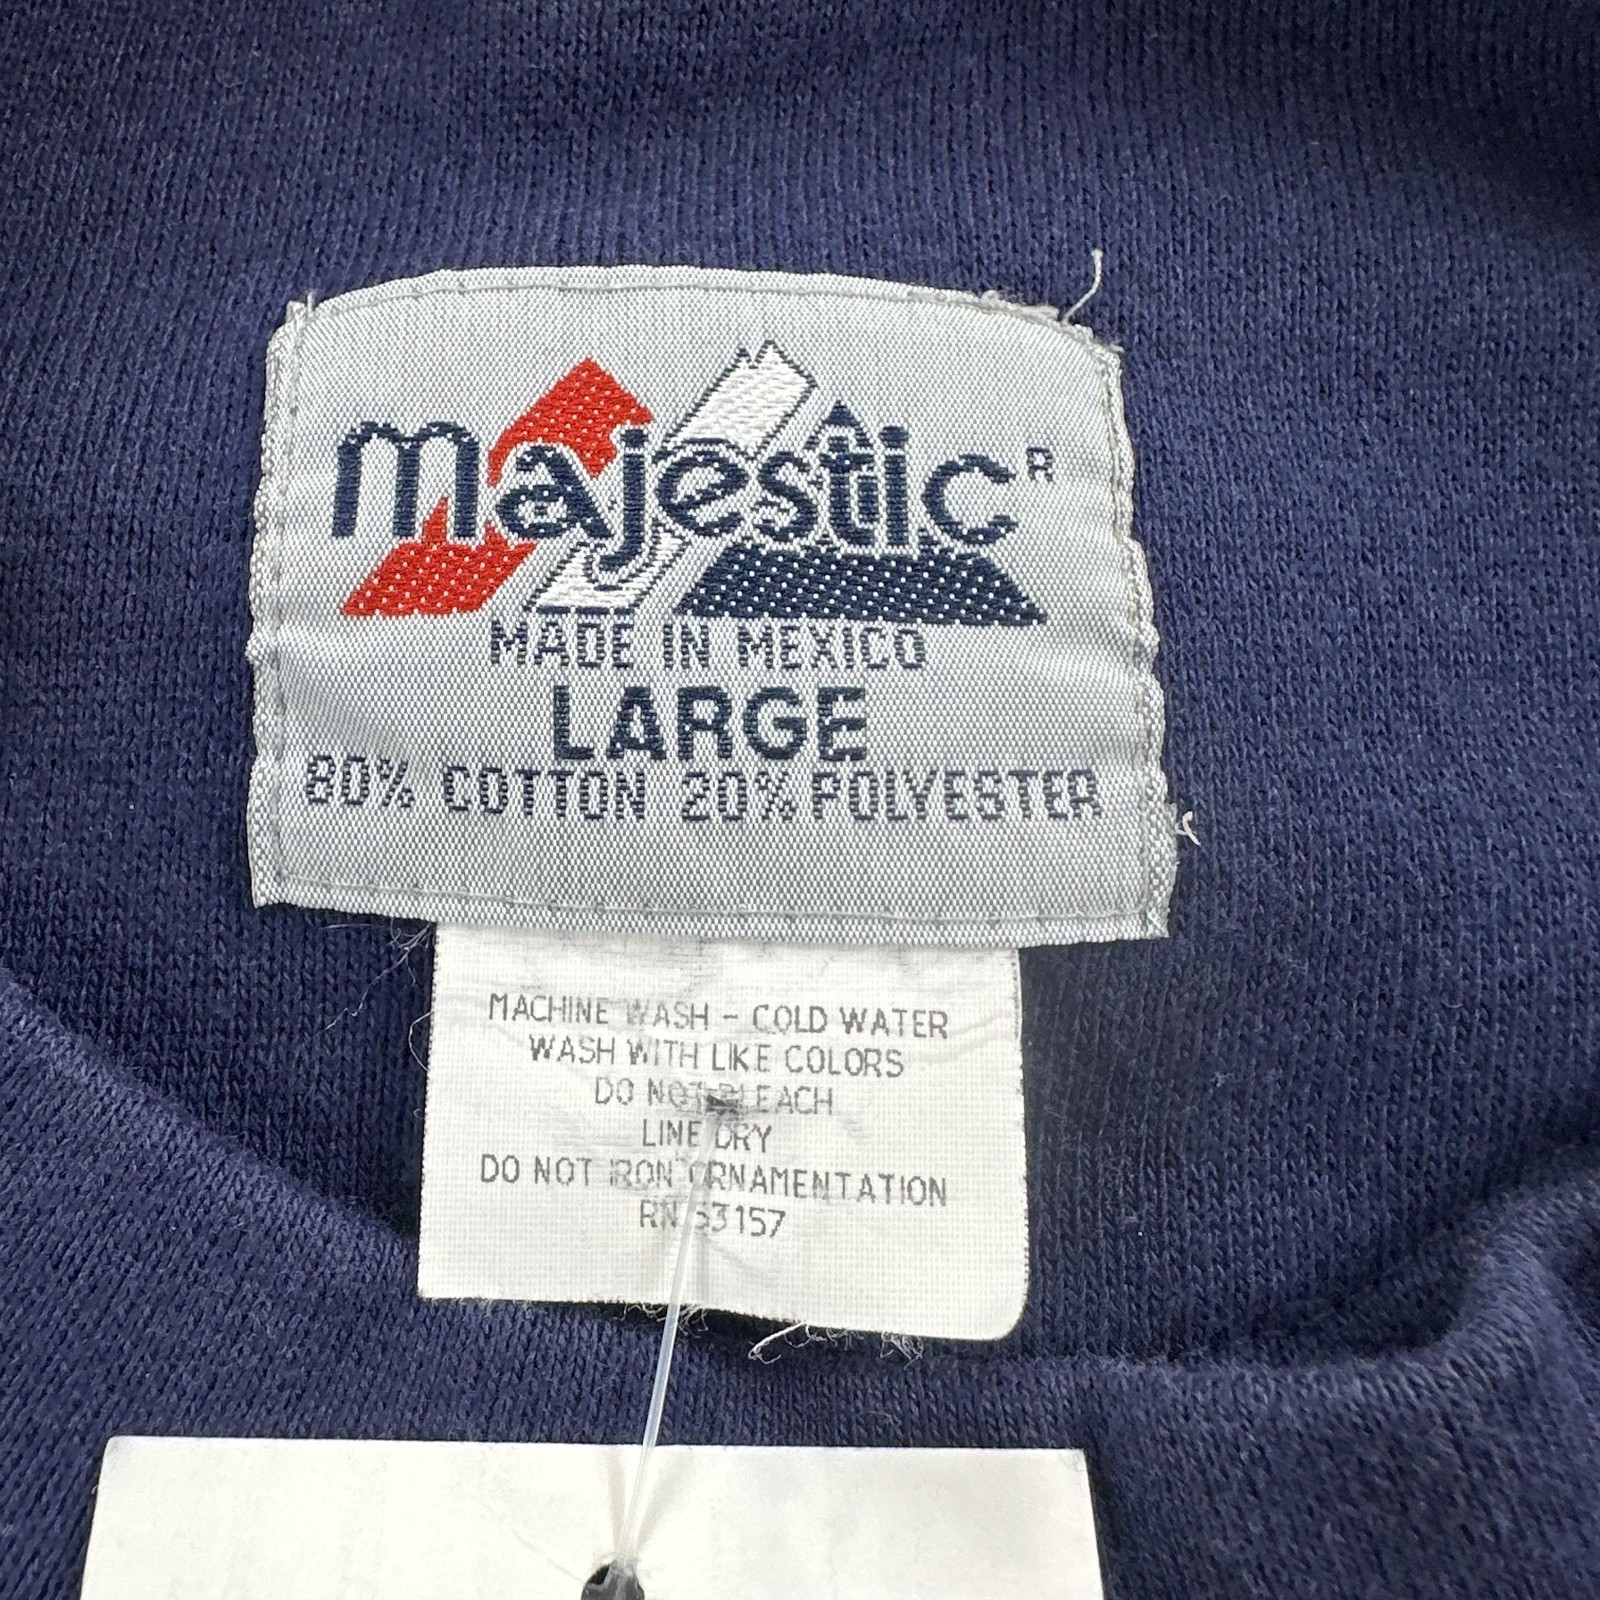 majestic R
MADE IN MEXICO
LARGE
80% COTTON 20% POLYESTER
MACHINE WASH - COLD WATER
WASH WITH LIKE COLORS
DO NOT BLEACH
LINE DRY
DO NOT IRON ORNAMENTATION
RN 53157